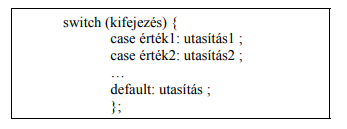 switch (kifejezés) {
case érték1: utasítás1 ;
case érték2: utasítás2 ;
…
default: utasítás ;
};